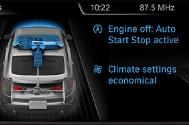 s 10:22 87.5 MHz
Engine off: Auto
Start Stop active
Climate settings
economical